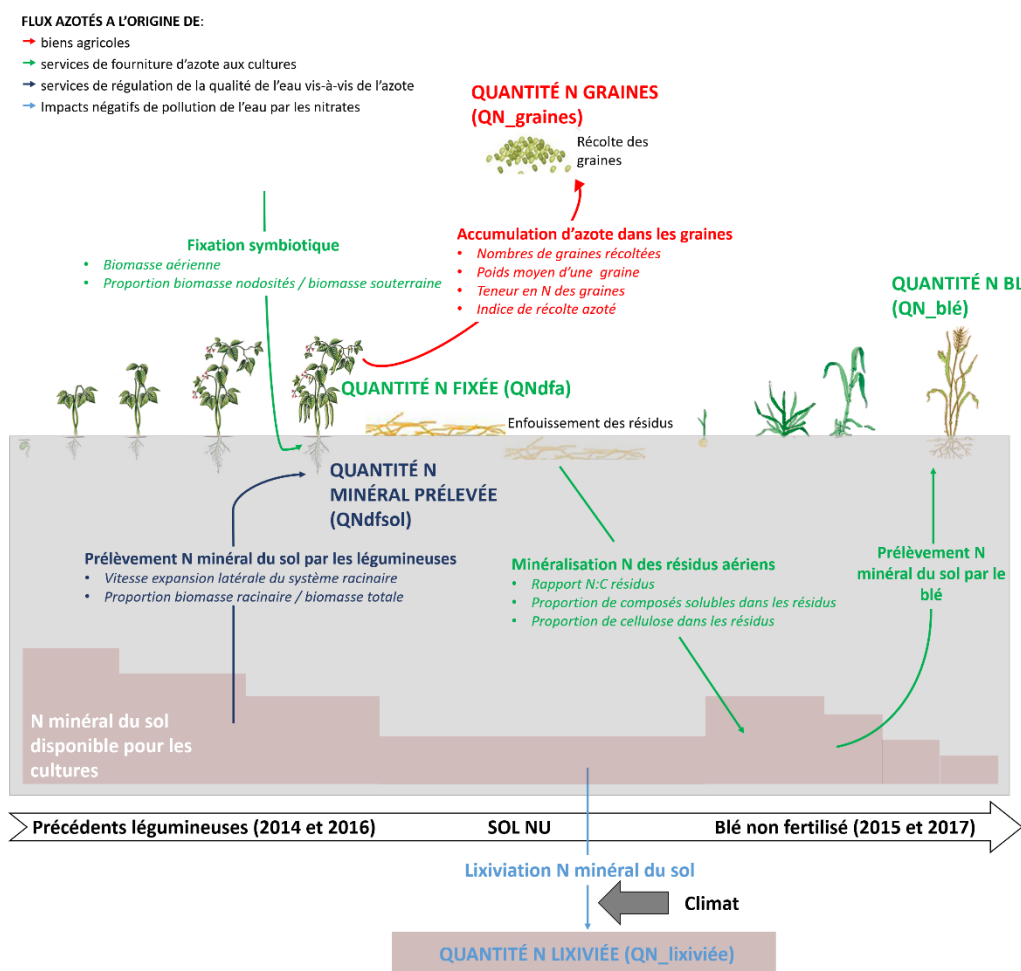 FLUX AZOTÉS A L’ORIGINE DE:
biens agricoles
services de fourniture d’azote aux cultures
services de régulation de la qualité de l’eau vis-à-vis de l’azote
Impacts négatifs de pollution de l’eau par les nitrates
QUANTITÉ N GRAINES
(QN_graines)
Récolte des
graines
Fixation symbiotique
• Biomasse aérienne
• Proportion biomasse nodosités / biomasse souterraine
Accumulation d’azote dans les graines
• Nombres de graines récoltées
• Poids moyen d’une graine
• Teneur en N des graines
• Indice de récolte azoté
QUANTITÉ N BL
(QN_blé)
QUANTITÉ N FIXÉE (QNdfa)
Enfouissement des résidus
QUANTITÉ N
MINÉRAL PRÉLEVÉE
(QNdfsol)
Prélèvement N minéral du sol par les légumineuses
• Vitesse expansion latérale du système racinaire
• Proportion biomasse racinaire / biomasse totale
Minéralisation N des résidus aériens
• Rapport N:C résidus
• Proportion de composés solubles dans les résidus
• Proportion de cellulose dans les résidus
Prélèvement N
minéral du sol par le
blé
N minéral du sol
disponible pour les
cultures
Précédents légumineuses (2014 et 2016)
SOL NU
Blé non fertilisé (2015 et 2017)
Lixiviation N minéral du sol
Climat
QUANTITÉ N LIXIVIÉE (QN_lixiviée)